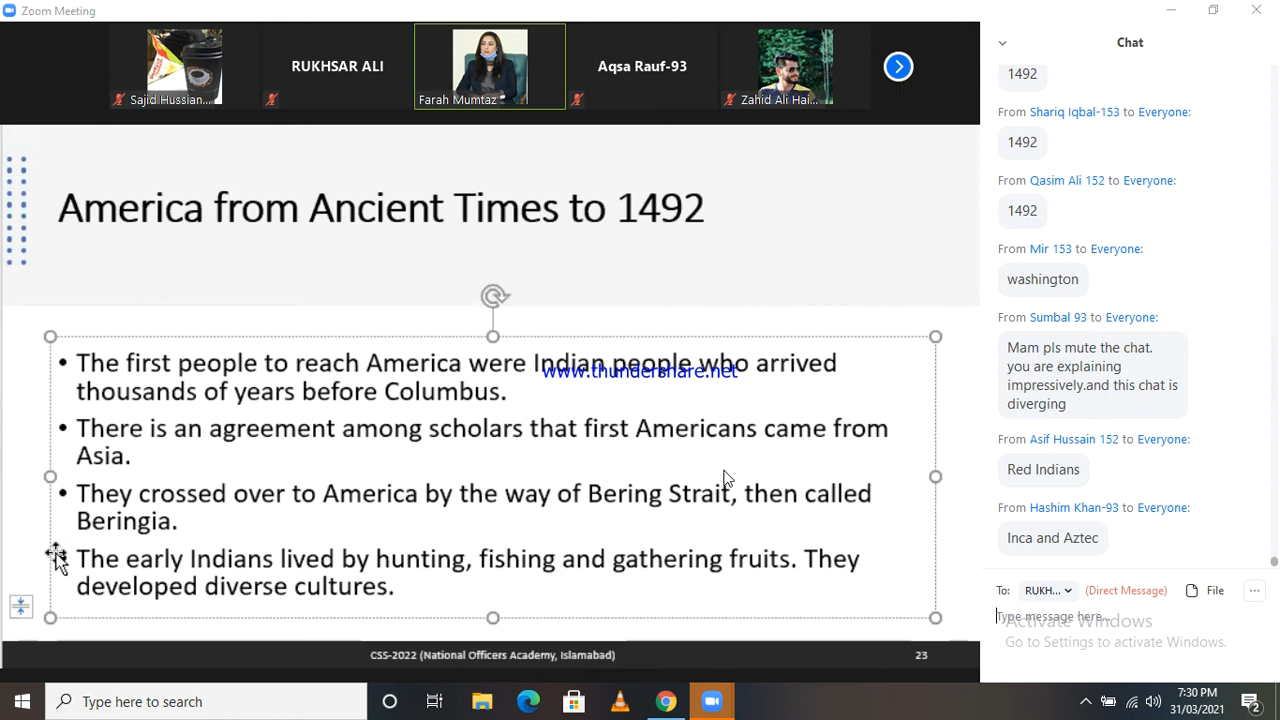 Zoom Meeting
Sajid Hussian...
RUKHSAR ALI
Farah Mumtaz
Aqsa Rauf-93
Zahid Ali Hai...
America from Ancient Times to 1492
• The first people to reach America were Indian people who arrived
thousands of years before Columbus.
www.thundershare.net
• There is an agreement among scholars that first Americans came from
Asia.
• They crossed over to America by the way of Bering Strait, then called
Beringia.
• The early Indians lived by hunting, fishing and gathering fruits. They
developed diverse cultures.
CSS-2022 (National Officers Academy, Islamabad)
23
Chat
1492
From Shariq Iqbal-153 to Everyone:
1492
From Qasim Ali 152 to Everyone:
1492
From Mir 153 to Everyone:
washington
From Sumbal 93 to Everyone:
Mam pls mute the chat.
you are explaining
impressively.and this chat is
diverging
From Asif Hussain 152 to Everyone:
Red Indians
From Hashim Khan-93 to Everyone:
Inca and Aztec
To: RUKH... (Direct Message) File
Type message here...
Activate Windows
Go to Settings to activate Windows.
Type here to search
7:30 PM
31/03/2021
2